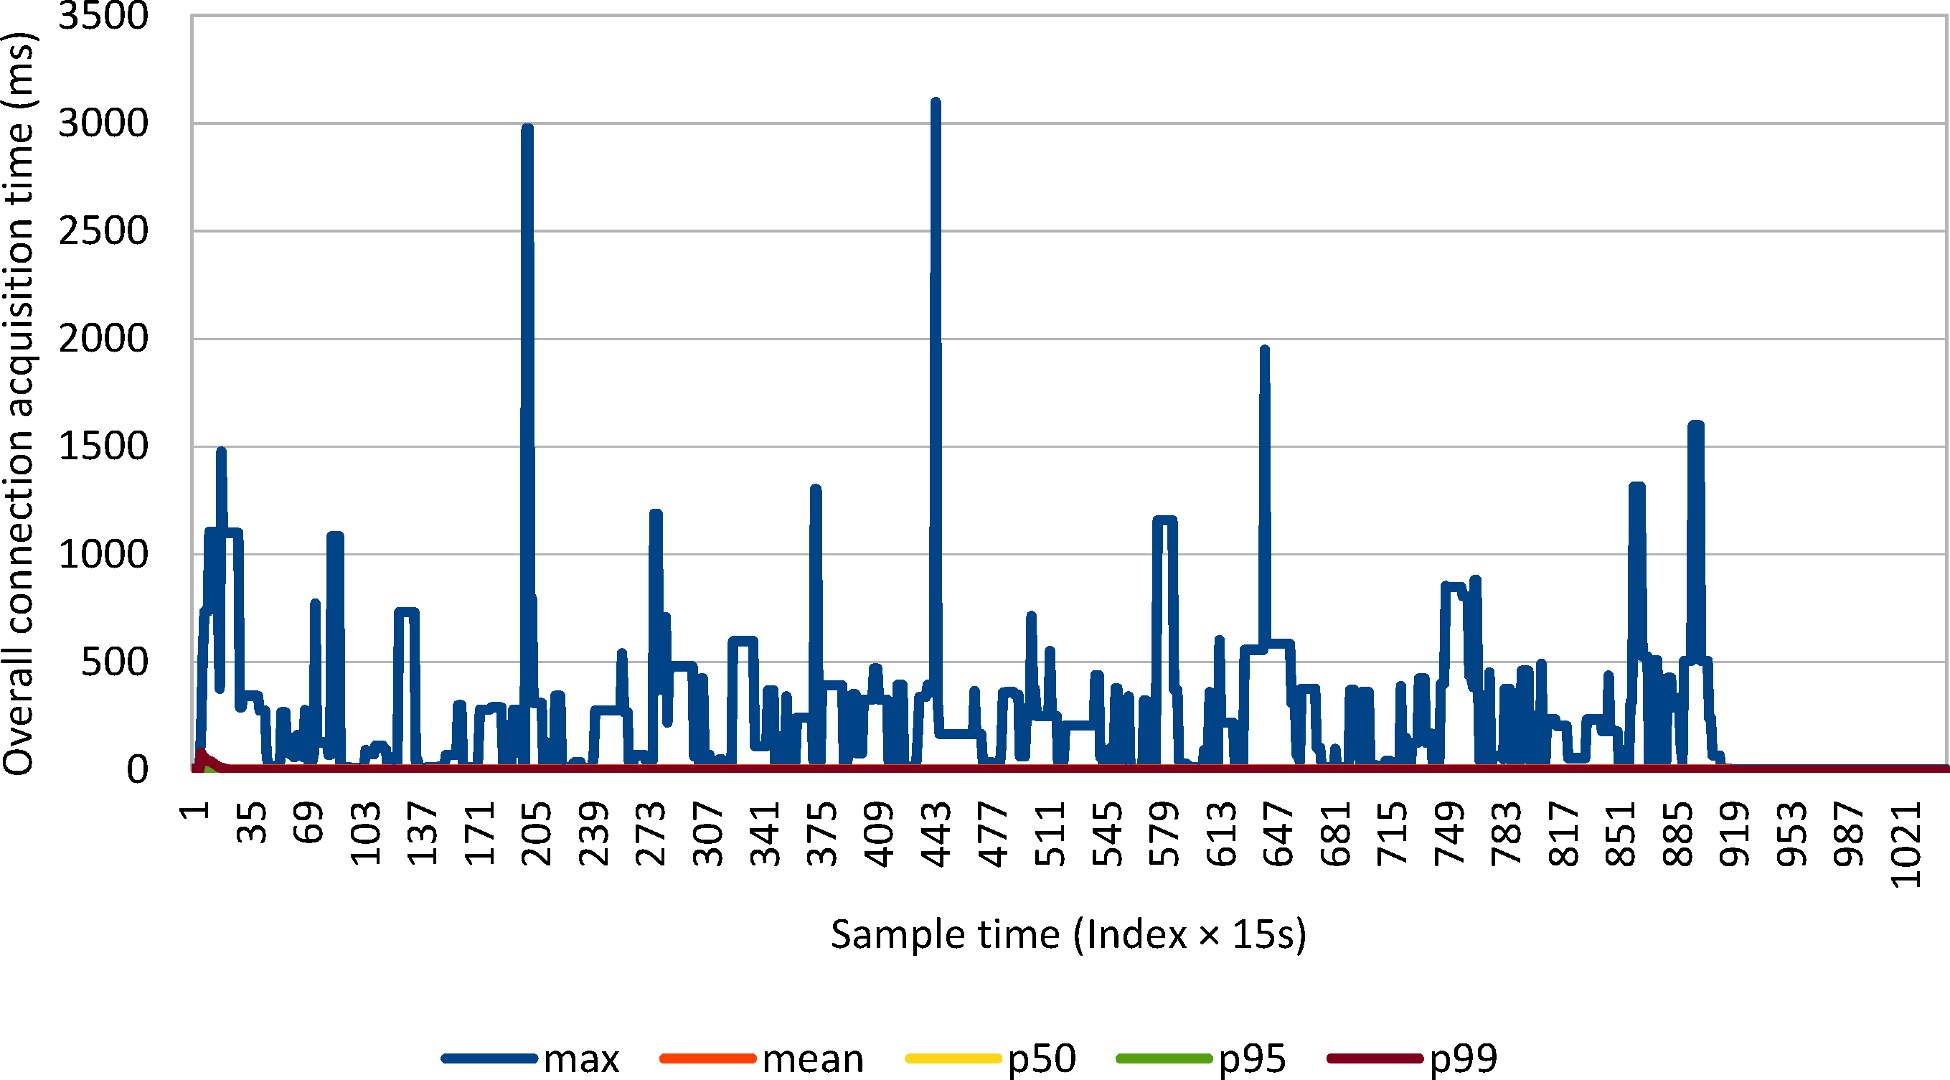 Overall connection acquisition time (ms)
3500
3000
2500
2000
1500
1000
500
0
1 35 69 103 137 171 205 239 273 307 341 375 409 443 477 511 545 579 613 647 681 715 749 783 817 851 885 919 953 987 1021
Sample time (Index × 15s)
max mean p50 p95 p99